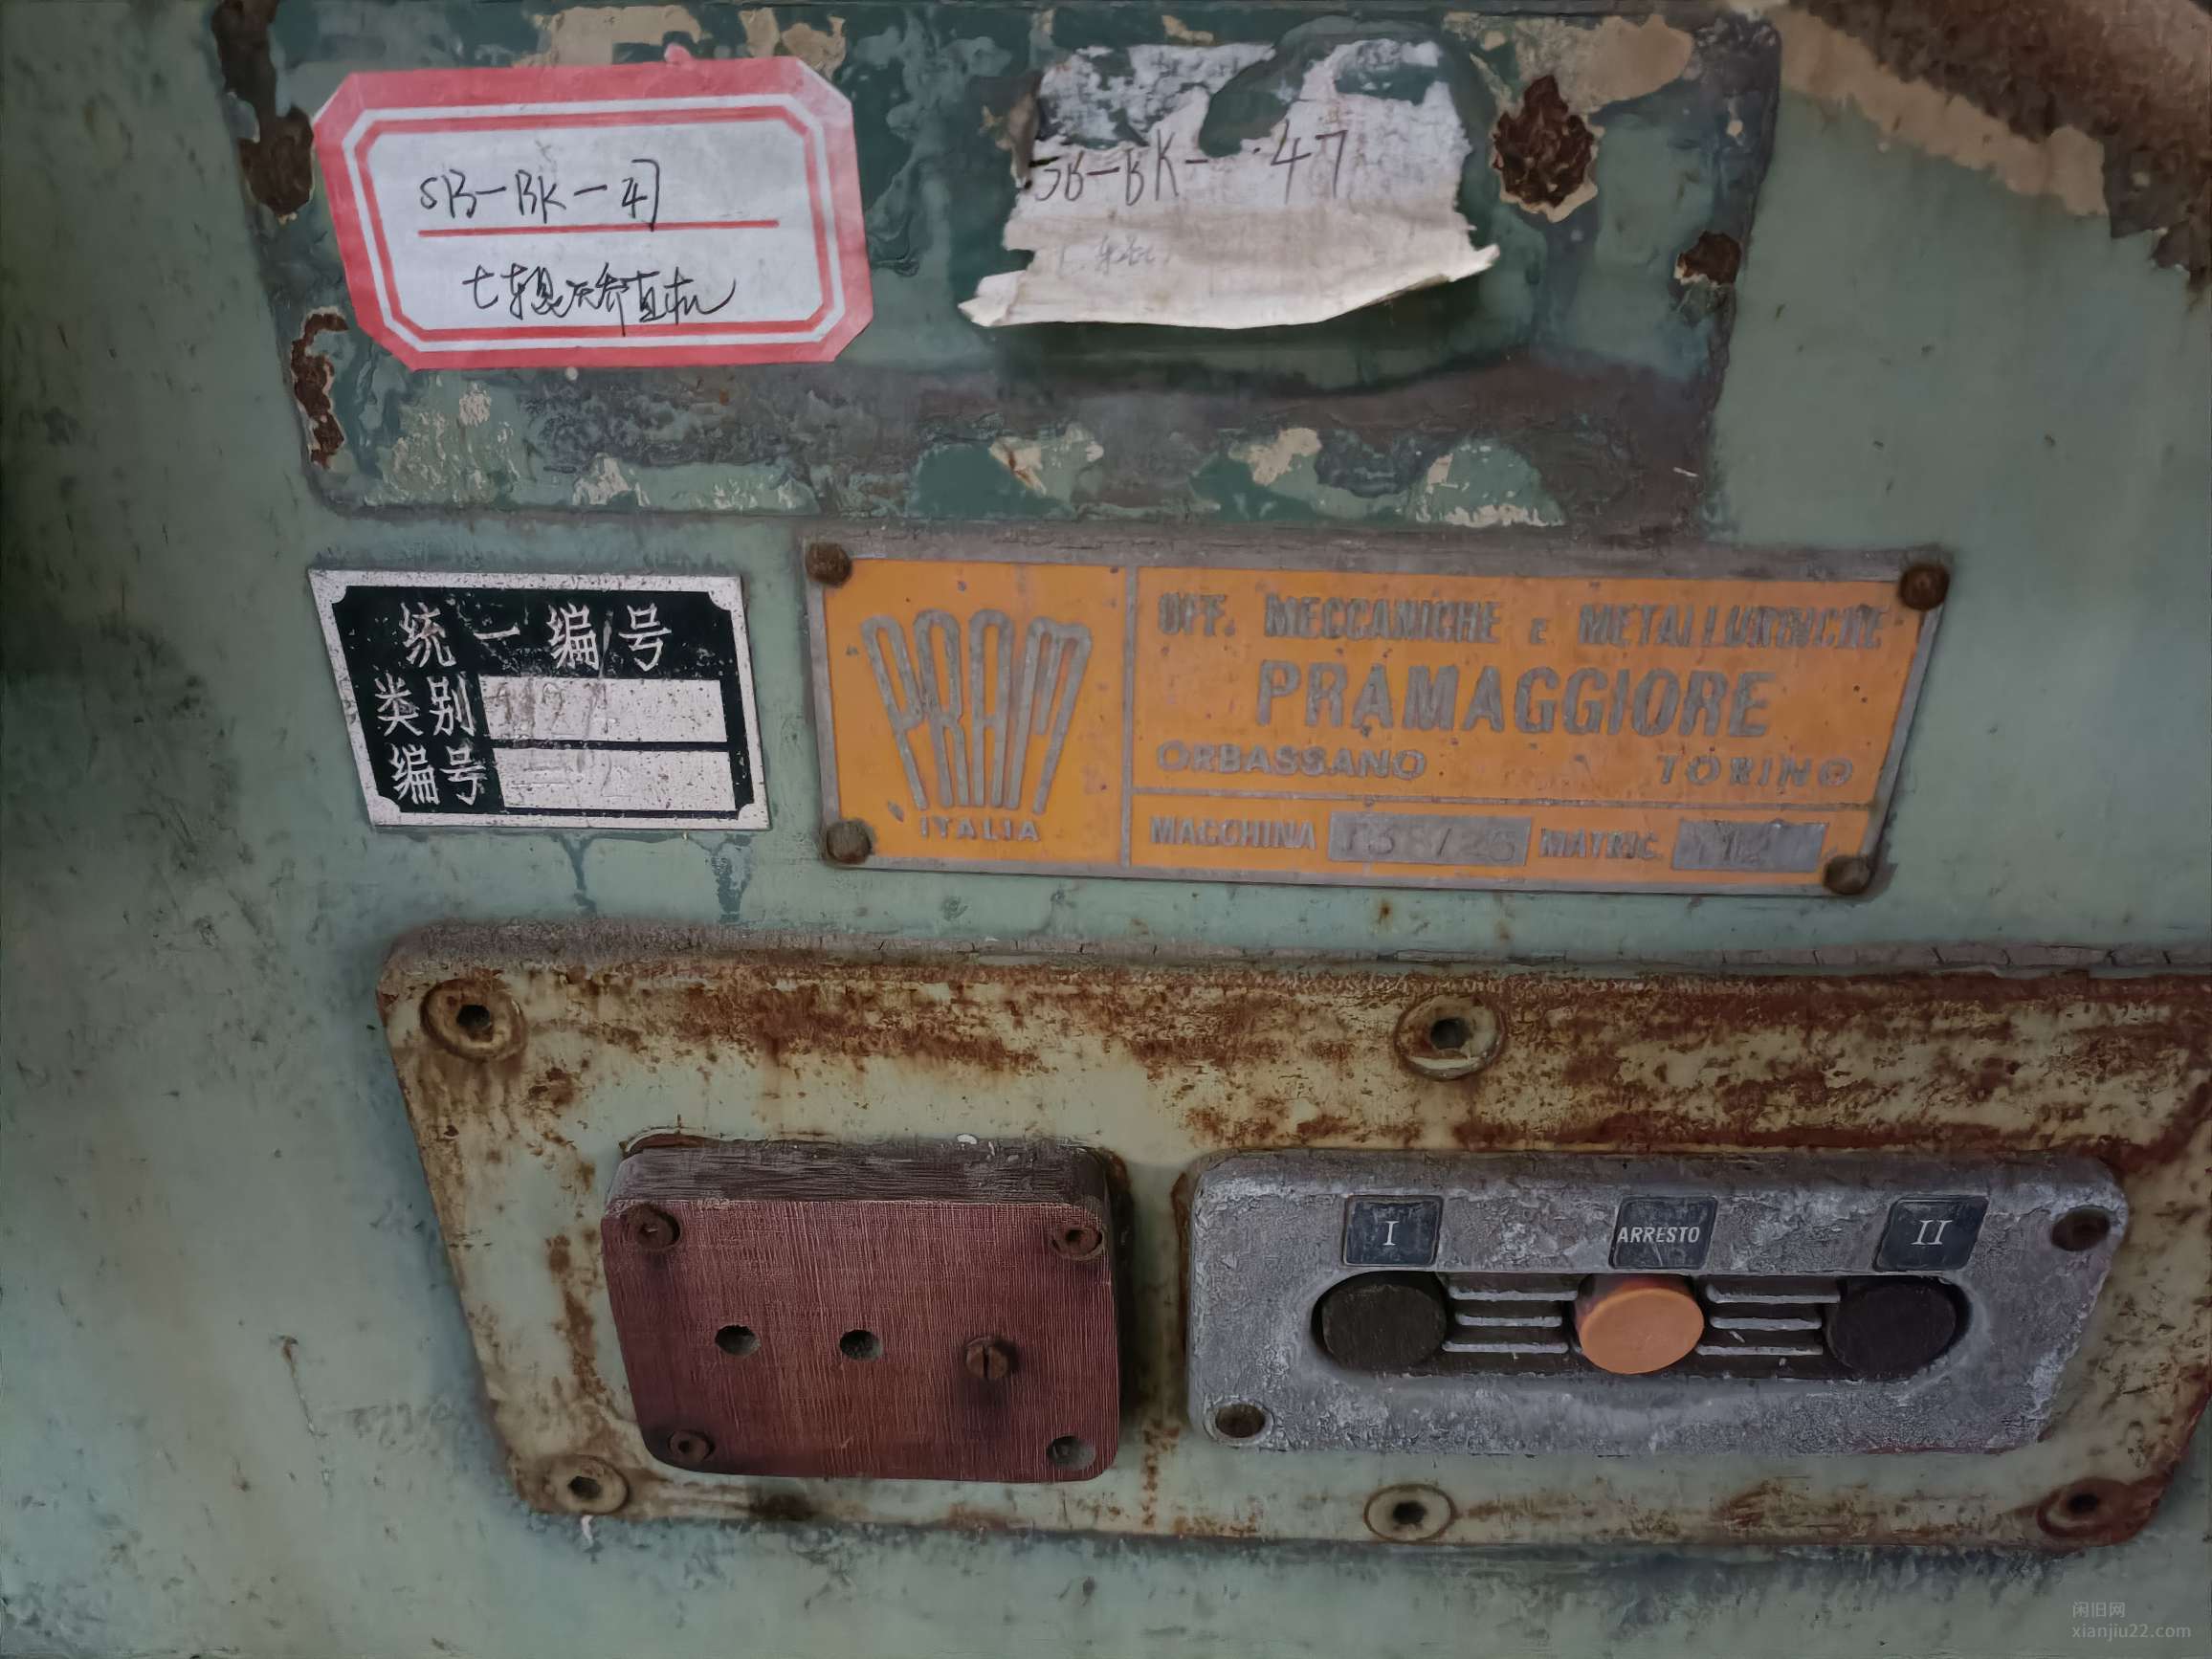 SB-BK-47
七辊矫直机
SB-BK- 47
统一编号
类别
编号
PRAM
ITALIA
OFF. MECCANICHE E METALLURGICHE
PRAMAGGIORE
ORBASSANO TORINO
MACCHINA MATRIC.
I ARRESTO II
闲旧网
xianjiu22.com